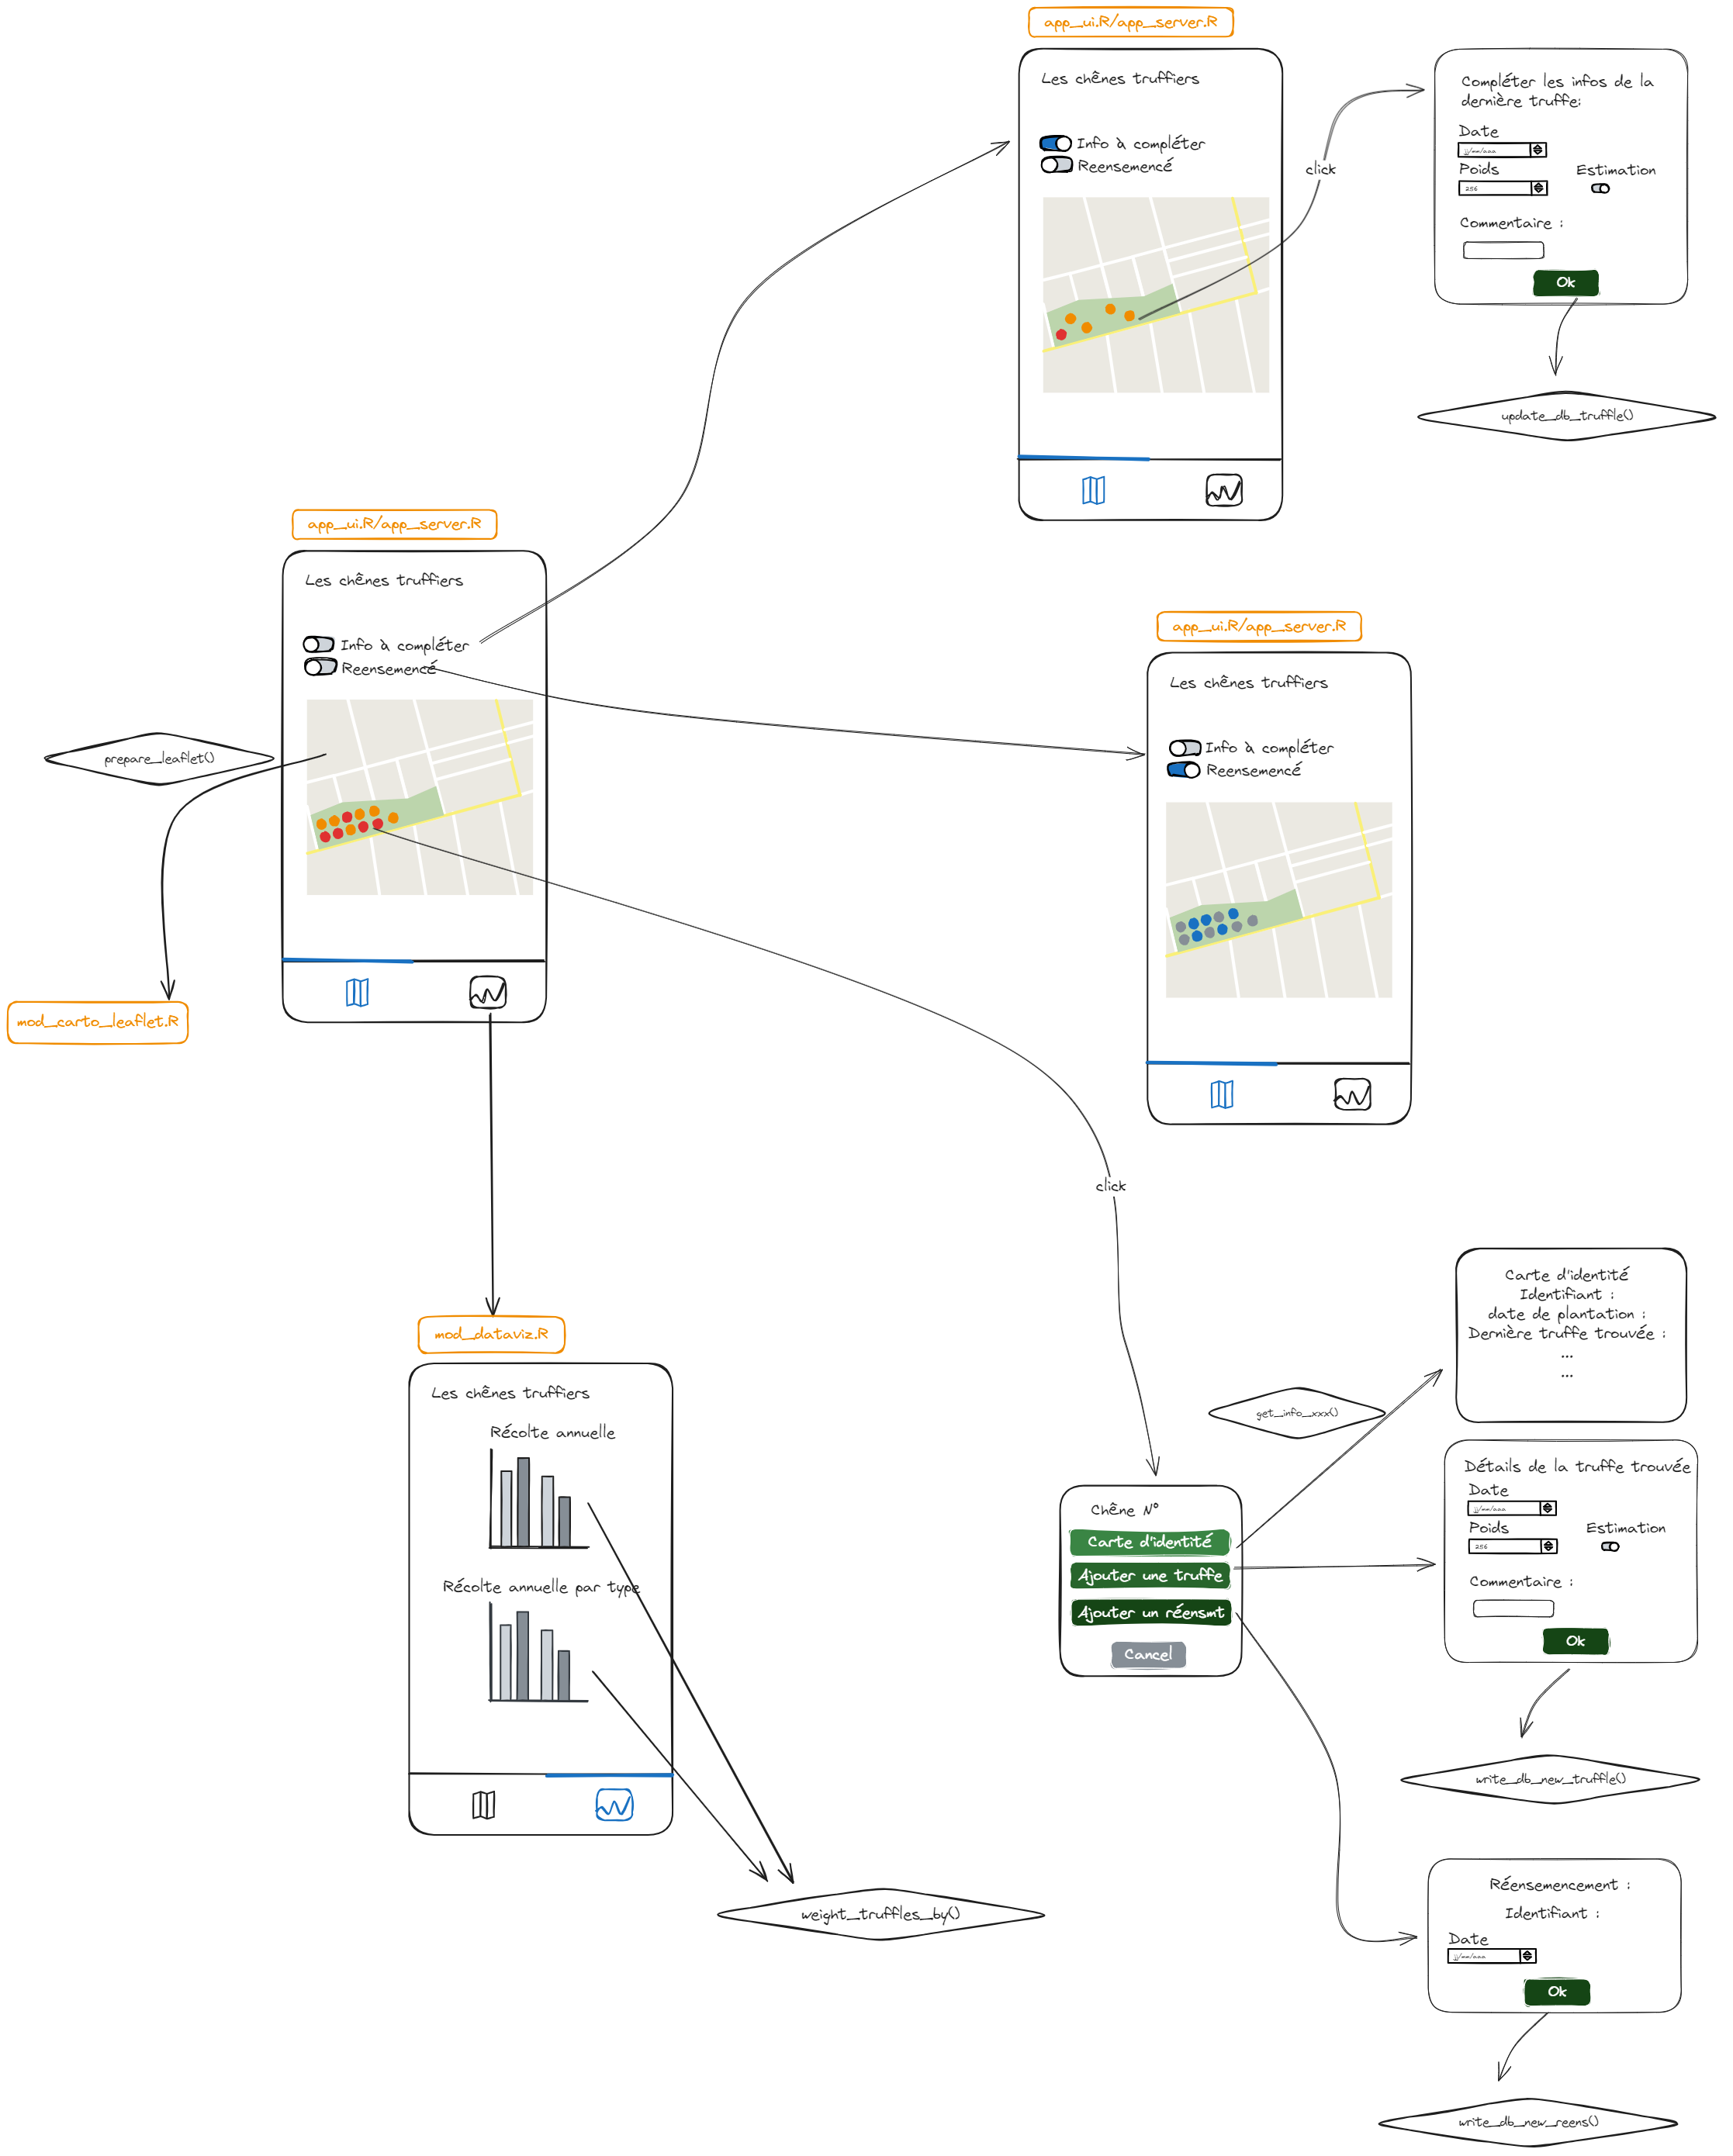 app_ui.R/app_server.R
Les chênes truffiers
Info à compléter
Reensemencé
click
Compléter les infos de la
dernière truffe:
Date
jj/mm/aaa
Poids
Estimation
256
Commentaire :
Ok
update_db_truffle()
app_ui.R/app_server.R
Les chênes truffiers
Info à compléter
Reensemencé
prepare_leaflet()
mod_carto_leaflet.R
app_ui.R/app_server.R
Les chênes truffiers
Info à compléter
Reensemencé
click
mod_dataviz.R
Les chênes truffiers
Récolte annuelle
Récolte annuelle par type
weight_truffles_by()
get_info_xxx()
Chêne N°
Carte d'identité
Ajouter une truffe
Ajouter un réensmt
Cancel
Carte d'identité
Identifiant :
date de plantation :
Dernière truffe trouvée :
...
...
Détails de la truffe trouvée
Date
jj/mm/aaa
Poids
Estimation
256
Commentaire :
Ok
write_db_new_truffle()
Réensemencement :
Identifiant :
Date
jj/mm/aaa
Ok
write_db_new_reens()